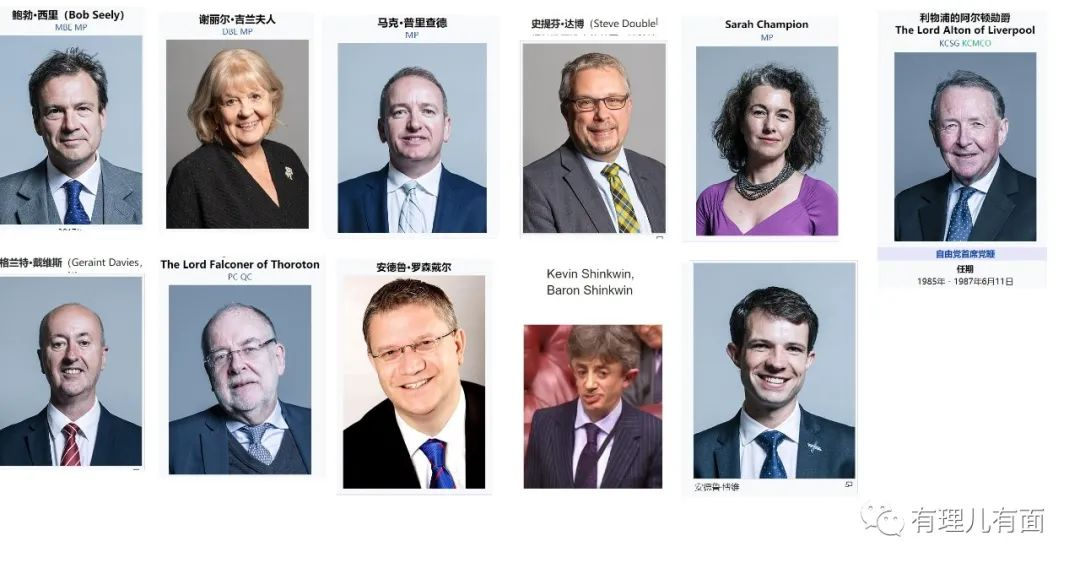 鲍勃•西里（Bob Seely）
MBE MP
谢丽尔•吉兰夫人
DBE MP
马克•普里查德
MP
史提芬•达博（Steve Double
Sarah Champion
MP
利物浦的阿尔顿勋爵
The Lord Alton of Liverpool
KCSG KCMCO
自由党首席党鞭
任期
1985年 - 1987年6月11日
格兰特•戴维斯（Geraint Davies,
The Lord Falconer of Thoroton
PC QC
安德鲁•罗森戴尔
Kevin Shinkwin,
Baron Shinkwin
安德鲁·博维
有理儿有面